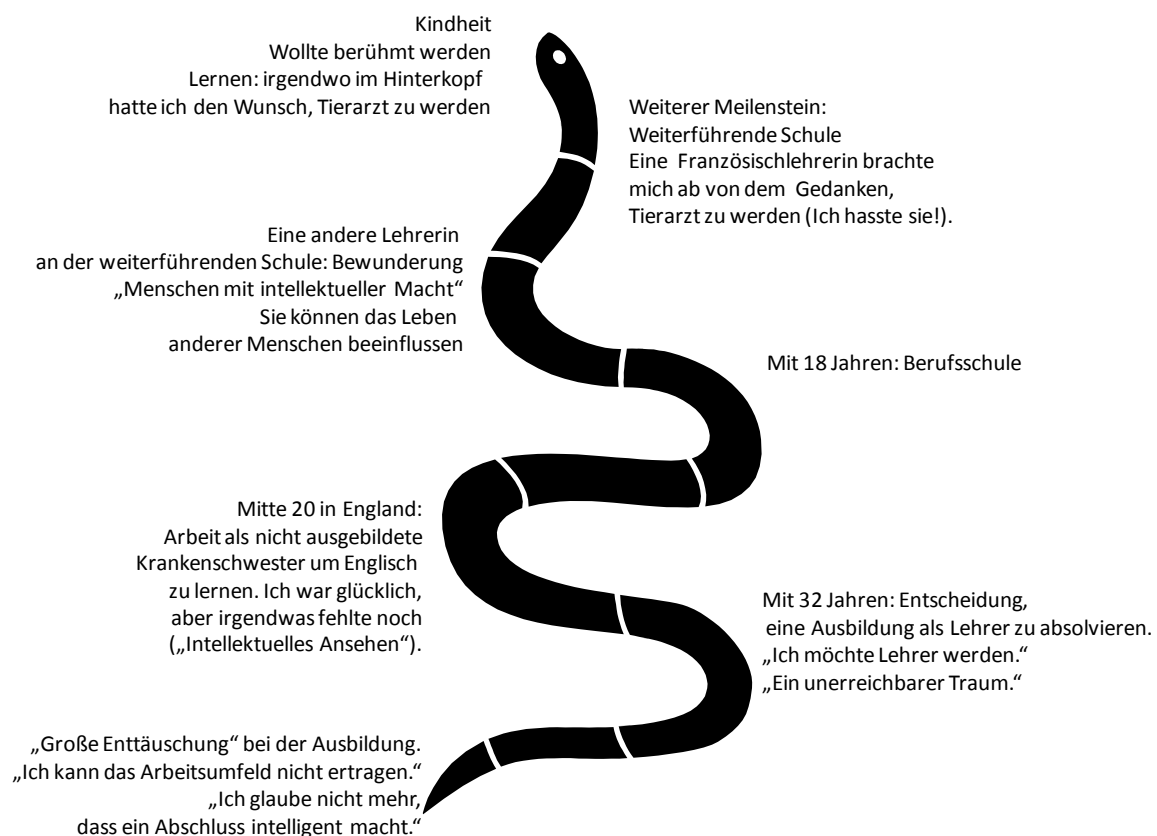 Kindheit
Wollte berühmt werden
Lernen: irgendwo im Hinterkopf
hatte ich den Wunsch, Tierarzt zu werden
Weiterer Meilenstein:
Weiterführende Schule
Eine Französischlehrerin brachte
mich ab von dem Gedanken,
Tierarzt zu werden (Ich hasste sie!).
Eine andere Lehrerin
an der weiterführenden Schule: Bewunderung
„Menschen mit intellektueller Macht“
Sie können das Leben
anderer Menschen beeinflussen
Mit 18 Jahren: Berufsschule
Mitte 20 in England:
Arbeit als nicht ausgebildete
Krankenschwester um Englisch
zu lernen. Ich war glücklich,
aber irgendwas fehlte noch
(„Intellektuelles Ansehen“).
Mit 32 Jahren: Entscheidung,
eine Ausbildung als Lehrer zu absolvieren.
„Ich möchte Lehrer werden.“
„Ein unerreichbarer Traum.“
„Große Enttäuschung“ bei der Ausbildung.
„Ich kann das Arbeitsumfeld nicht ertragen.“
„Ich glaube nicht mehr,
dass ein Abschluss intelligent macht.“